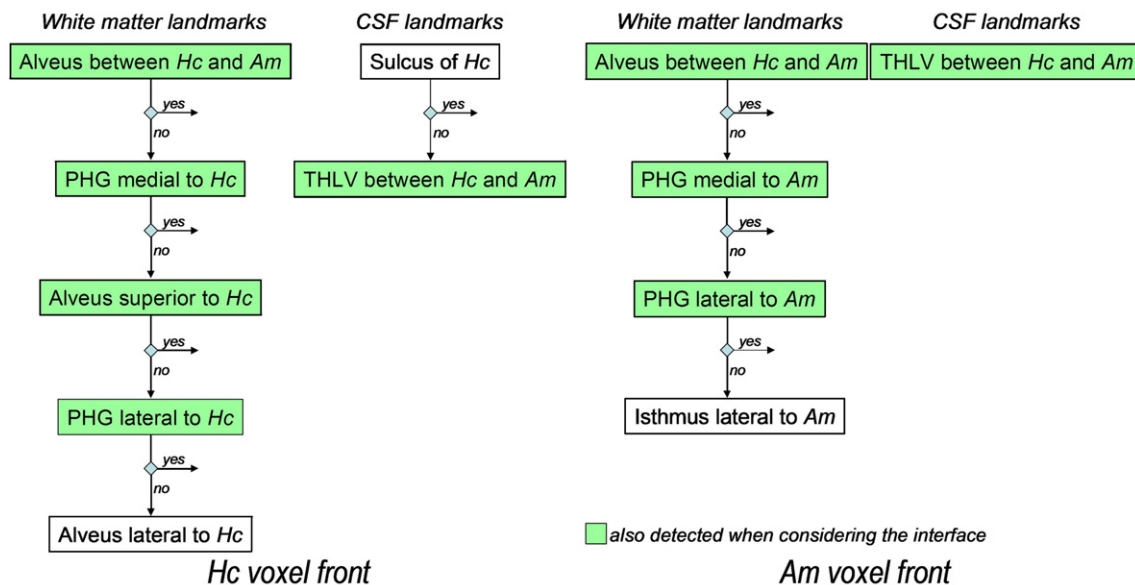 White matter landmarks
Alveus between Hc and Am
yes
no
PHG medial to Hc
yes
no
Alveus superior to Hc
yes
no
PHG lateral to Hc
yes
no
Alveus lateral to Hc
CSF landmarks
Sulcus of Hc
yes
no
THLV between Hc and Am
Hc voxel front
White matter landmarks
Alveus between Hc and Am
yes
no
PHG medial to Am
yes
no
PHG lateral to Am
yes
no
Isthmus lateral to Am
CSF landmarks
THLV between Hc and Am
also detected when considering the interface
Am voxel front